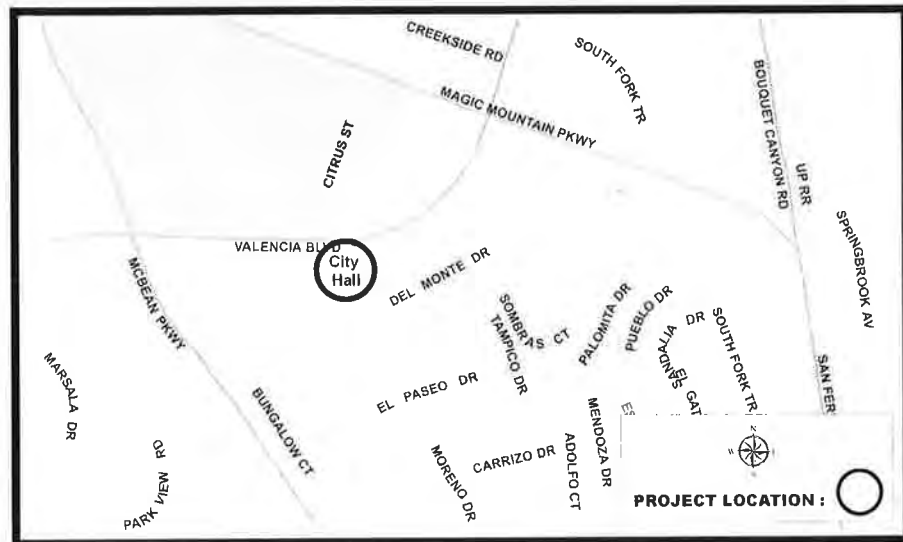 CREEKSIDE RD
SOUTH FORK TR
MAGIC MOUNTAIN PKWY
BOUQUET CANYON RD
UP RR
CITRUS ST
SPRINGBROOK AV
VALENCIA BLVD
City
Hall
DEL MONTE DR
MCBEAN PKWY
SOMBRAS CT
TAMPICO DR
PALOMITA DR
PUEBLO DR
SANDALIA DR
SOUTH FORK TR
EL GAT
SAN FER
MARSALA DR
EL PASEO DR
BUNGALOW CT
MENDOZA DR
ES
PARK VIEW RD
MORENO DR
CARRIZO DR
ADOLFO CT
PROJECT LOCATION :